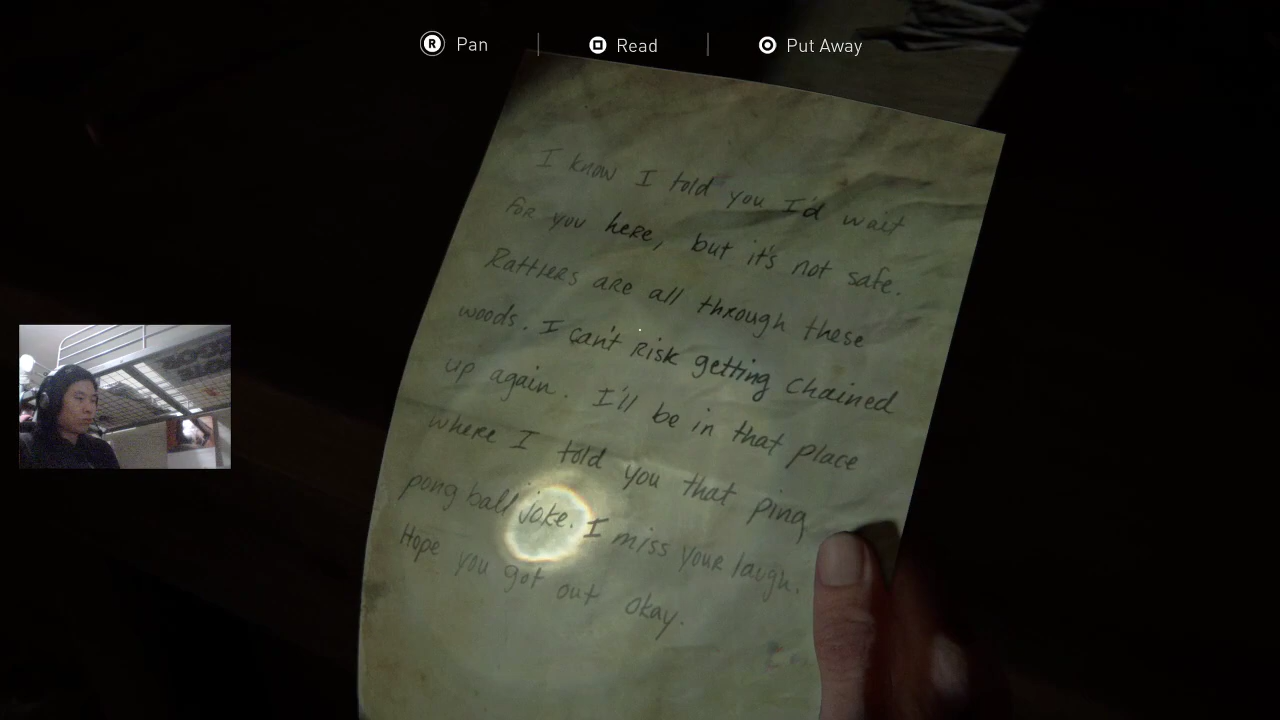 Pan | Read | Put Away
I know I told you I'd wait
for you here, but it's not safe.
Rattlers are all through these
woods. I can't risk getting chained
up again. I'll be in that place
where I told you that ping
pong ball joke. I miss your laugh.
Hope you got out okay.